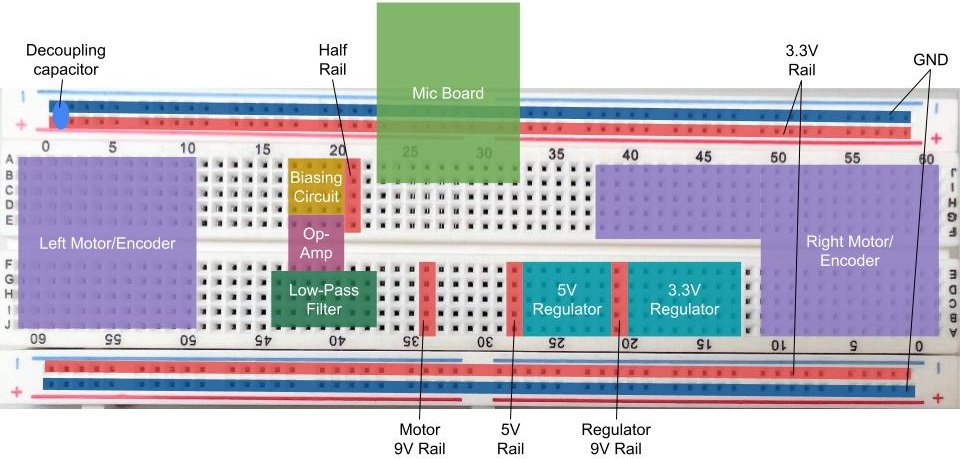 Decoupling
capacitor
Half
Rail
3.3V
Rail
GND
Mic Board
0 5 10 15 20 25 30 35 40 45 50 55 60
A
B
C
D
E
J
I
H
G
F
Biasing
Circuit
Left Motor/Encoder
Op-
Amp
Right Motor/
Encoder
F
G
H
I
J
E
D
C
B
A
Low-Pass
Filter
5V
Regulator
3.3V
Regulator
60 55 50 45 40 35 30 25 20 15 10 5 0
Motor
9V Rail
5V
Rail
Regulator
9V Rail